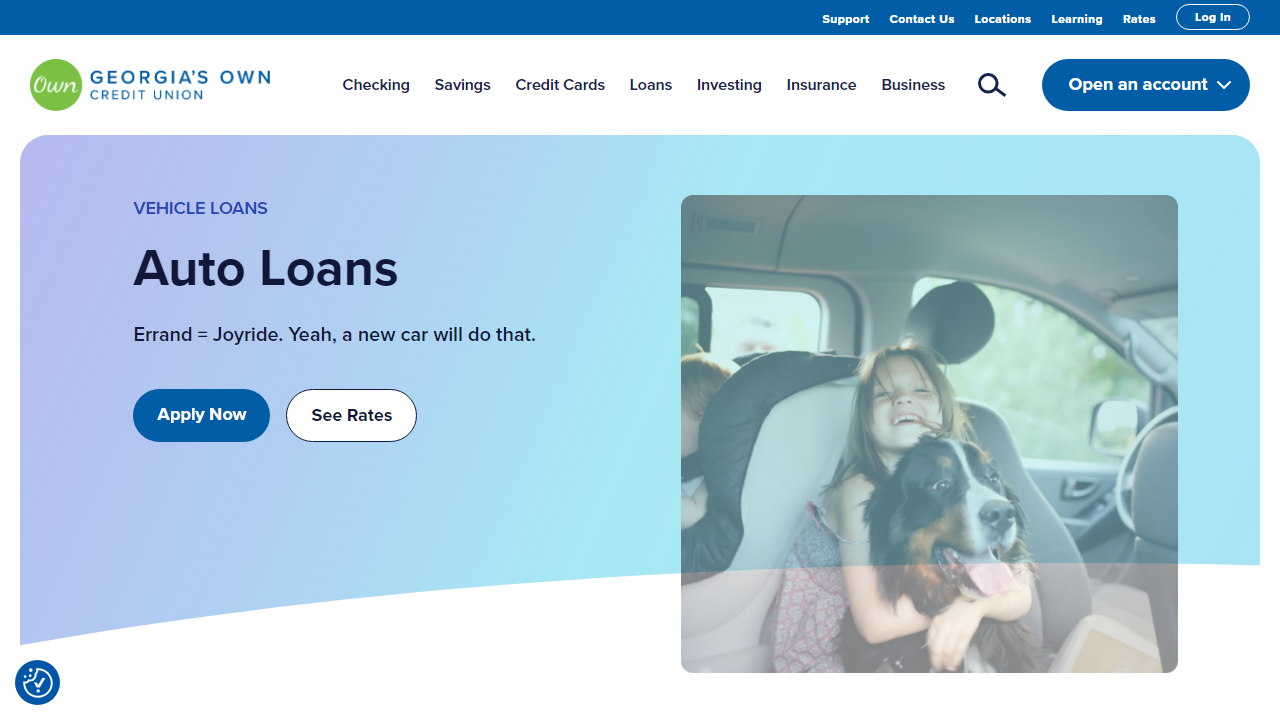 Support Contact Us Locations Learning Rates Log In
Own GEORGIA'S OWN
CREDIT UNION
Checking Savings Credit Cards Loans Investing Insurance Business Open an account
VEHICLE LOANS
Auto Loans
Errand = Joyride. Yeah, a new car will do that.
Apply Now See Rates